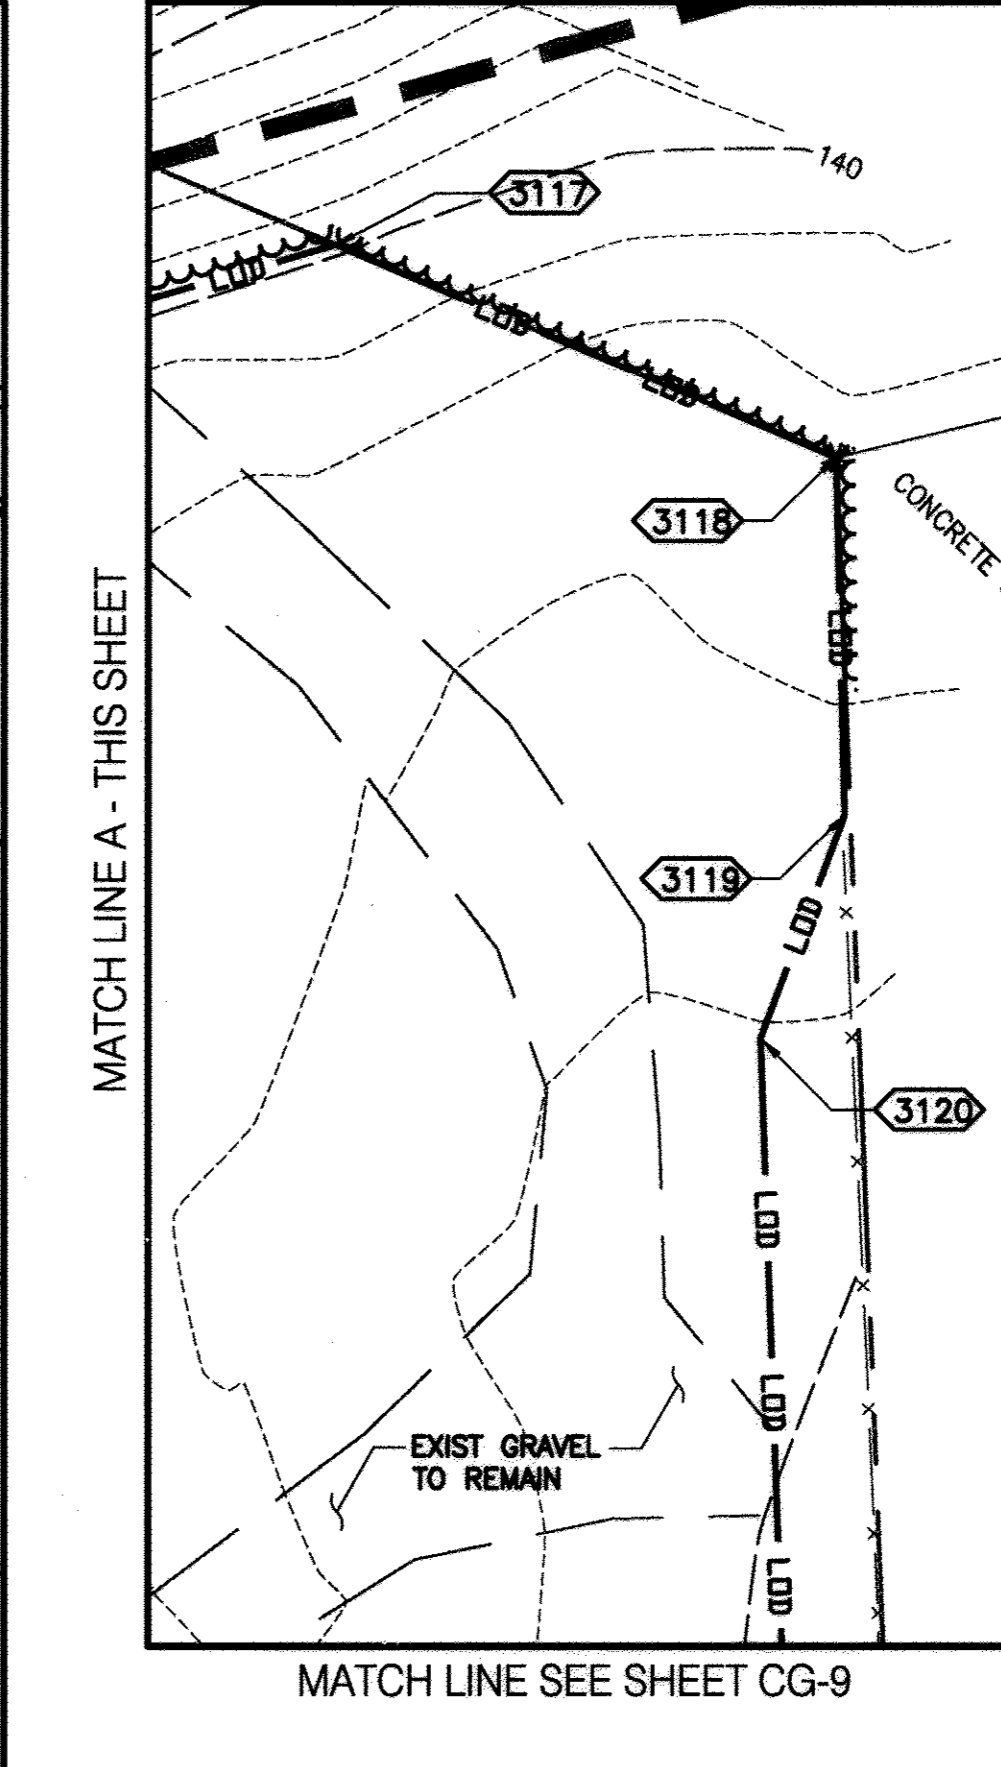 140
3117
LOD
LOD
LOD
CONCRETE
3118
LOD
MATCH LINE A - THIS SHEET
3119
LOD
3120
LOD
LOD
EXIST GRAVEL
TO REMAIN
LOD
MATCH LINE SEE SHEET CG-9